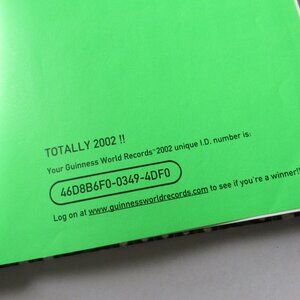 TOTALLY 2002 !!
Your Guinness World Records™ 2002 unique I.D. number is:
46D8B6F0-0349-4DF0
Log on at www.guinnessworldrecords.com to see if you're a winner!!